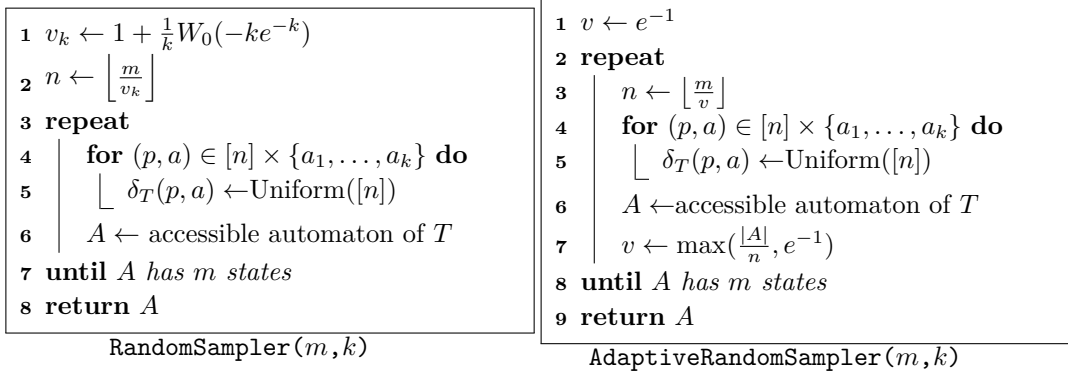 1 v_k ← 1 + 1/k W_0(−ke^{−k})
2 n ← ⌊m/v_k⌋
3 repeat
4 for (p, a) ∈ [n] × {a_1, . . . , a_k} do
5 δ_T(p, a) ←Uniform([n])
6 A ← accessible automaton of T
7 until A has m states
8 return A
RandomSampler(m,k)
1 v ← e^{−1}
2 repeat
3 n ← ⌊m/v⌋
4 for (p, a) ∈ [n] × {a_1, . . . , a_k} do
5 δ_T(p, a) ←Uniform([n])
6 A ←accessible automaton of T
7 v ← max(|A|/n, e^{−1})
8 until A has m states
9 return A
AdaptiveRandomSampler(m,k)